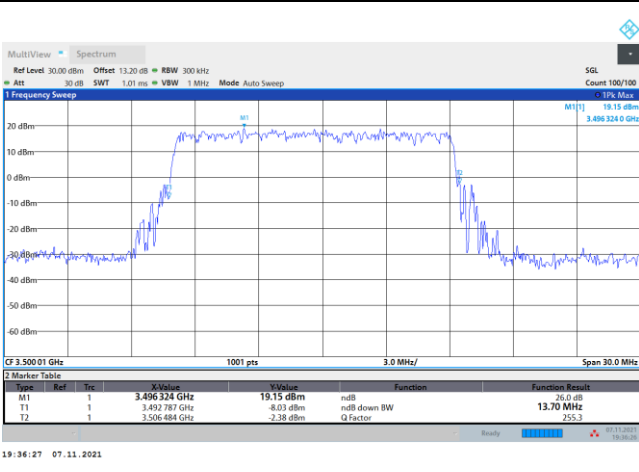 MultiView Spectrum
Ref Level 30.00 dBm Offset 13.20 dB RBW 300 kHz SGL
Att 30 dB SWT 1.01 ms VBW 1 MHz Mode Auto Sweep Count 100/100
1 Frequency Sweep 1Pk Max
M1[1] 19.15 dBm
3.496 324 0 GHz
M1
20 dBm
10 dBm
0 dBm
T2
-10 dBm
-20 dBm
-30 dBm
-40 dBm
-50 dBm
-60 dBm
CF 3.500 01 GHz 1001 pts 3.0 MHz/ Span 30.0 MHz
2 Marker Table
Type Ref Trc X-Value Y-Value Function Function Result
M1 1 3.496 324 GHz 19.15 dBm ndB 26.0 dB
T1 1 3.492 787 GHz -8.03 dBm ndB down BW 13.70 MHz
T2 1 3.506 484 GHz -2.38 dBm Q Factor 255.3
Ready 07.11.2021
19:36:26
19:36:27 07.11.2021